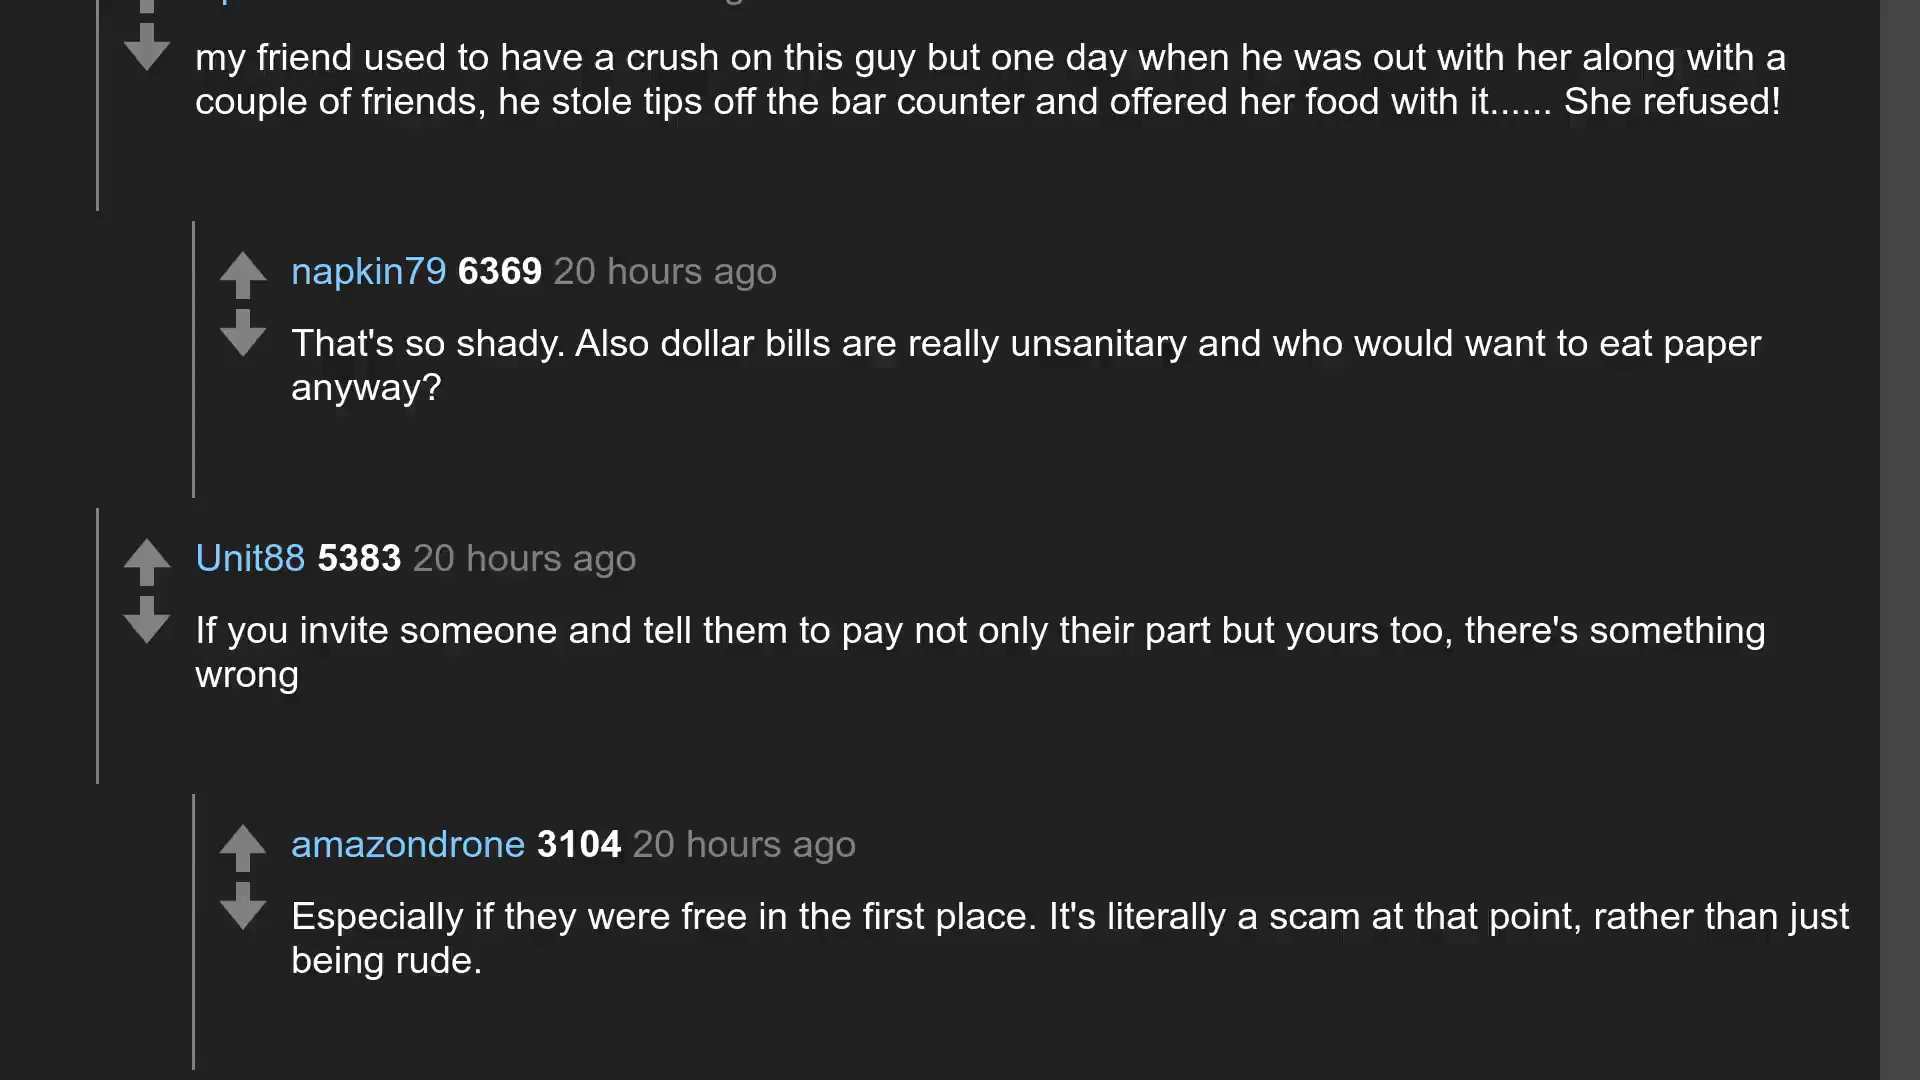 my friend used to have a crush on this guy but one day when he was out with her along with a
couple of friends, he stole tips off the bar counter and offered her food with it...... She refused!
napkin79 6369 20 hours ago
That's so shady. Also dollar bills are really unsanitary and who would want to eat paper
anyway?
Unit88 5383 20 hours ago
If you invite someone and tell them to pay not only their part but yours too, there's something
wrong
amazondrone 3104 20 hours ago
Especially if they were free in the first place. It's literally a scam at that point, rather than just
being rude.